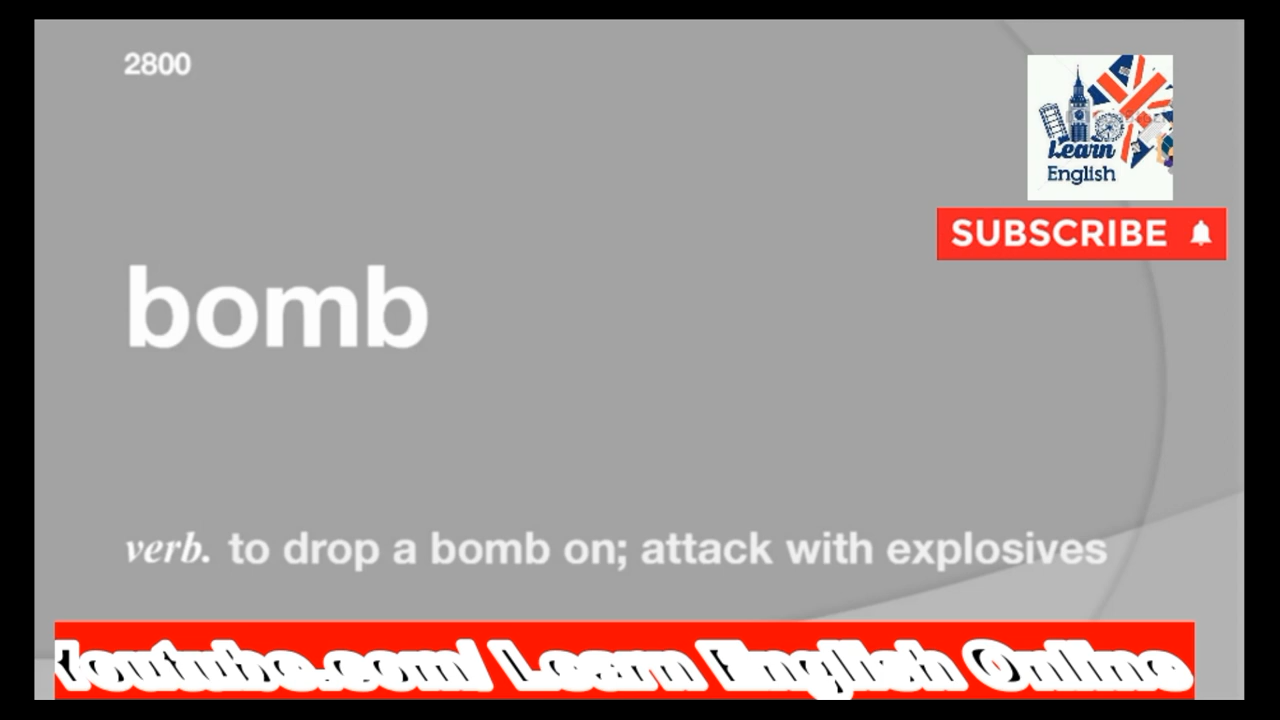 2800
Learn
English
SUBSCRIBE
bomb
verb. to drop a bomb on; attack with explosives
Youtube.com/ Learn English Online